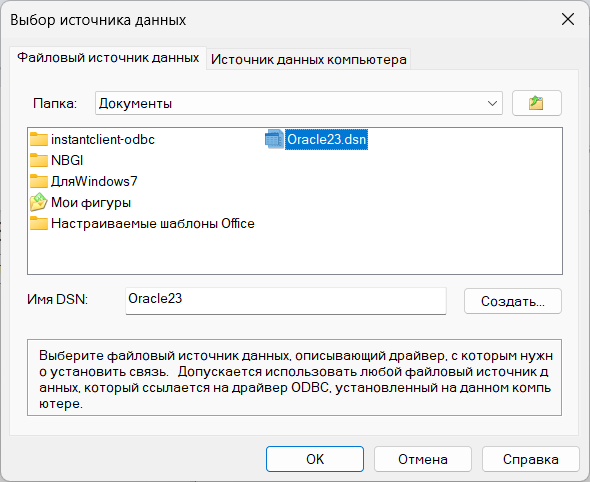 Выбор источника данных
Файловый источник данных
Источник данных компьютера
Папка:
Документы
instantclient-odbc
NBGI
ДляWindows7
Мои фигуры
Настраиваемые шаблоны Office
Oracle23.dsn
Имя DSN:
Oracle23
Создать...
Выберите файловый источник данных, описывающий драйвер, с которым нужн
о установить связь. Допускается использовать любой файловый источник д
анных, который ссылается на драйвер ODBC, установленный на данном компь
ютере.
OK
Отмена
Справка